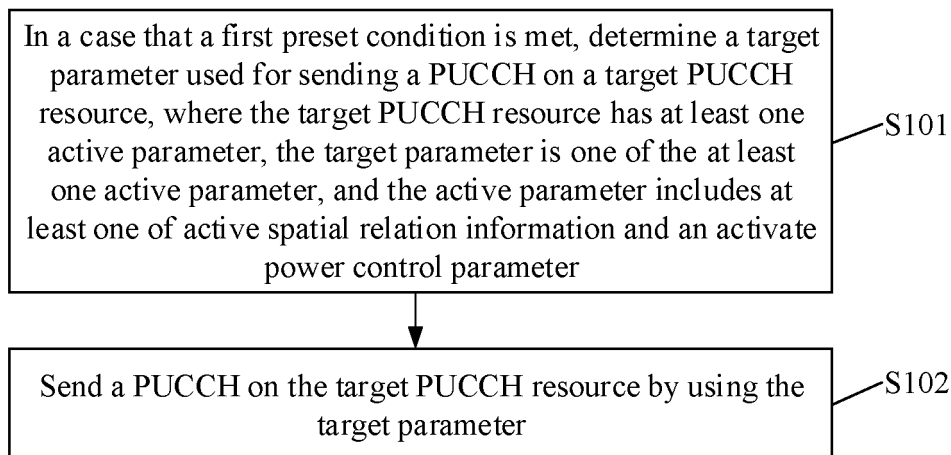 In a case that a first preset condition is met, determine a target
parameter used for sending a PUCCH on a target PUCCH
resource, where the target PUCCH resource has at least one
active parameter, the target parameter is one of the at least
one active parameter, and the active parameter includes at
least one of active spatial relation information and an activate
power control parameter
S101
Send a PUCCH on the target PUCCH resource by using the
target parameter
S102